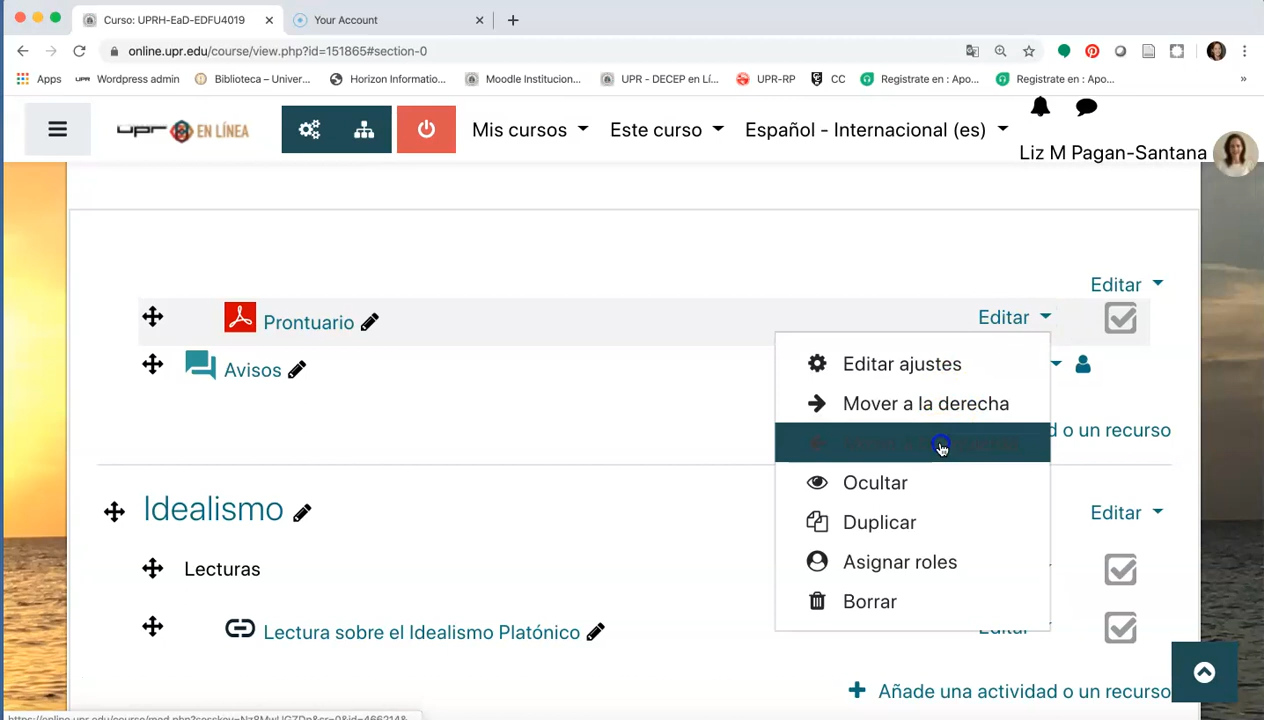 Curso: UPRH-EaD-EDFU4019
Your Account
online.upr.edu/course/view.php?id=151865#section-0
Apps
Wordpress admin
Biblioteca – Univer...
Horizon Informatio...
Moodle Institucion...
UPR - DECEP en Lí...
UPR-RP
CC
Registrate en : Apo...
Registrate en : Apo...
»
upr EN LÍNEA
Mis cursos
Este curso
Español - Internacional (es)
Liz M Pagan-Santana
Editar
Prontuario
Editar
Avisos
Editar ajustes
Mover a la derecha
d o un recurso
Ocultar
Idealismo
Editar
Duplicar
Lecturas
Asignar roles
Borrar
Lectura sobre el Idealismo Platónico
Editar
Añade una actividad o un recurso